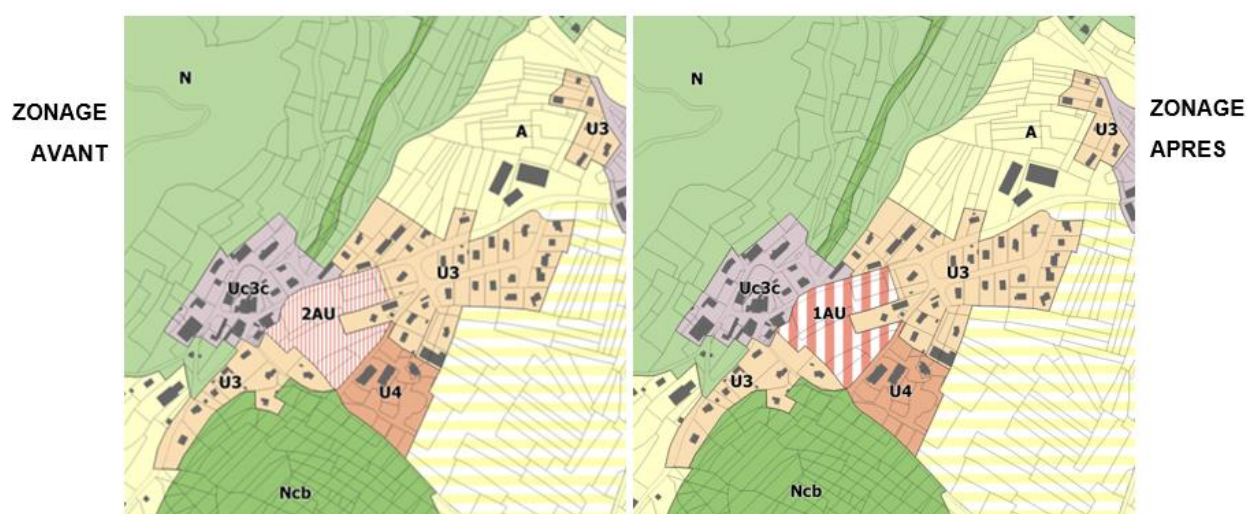 ZONAGE
AVANT
N
A
U3
Uc3c
U3
2AU
U3
U4
Ncb
N
A
U3
Uc3c
U3
1AU
U3
U4
Ncb
ZONAGE
APRES